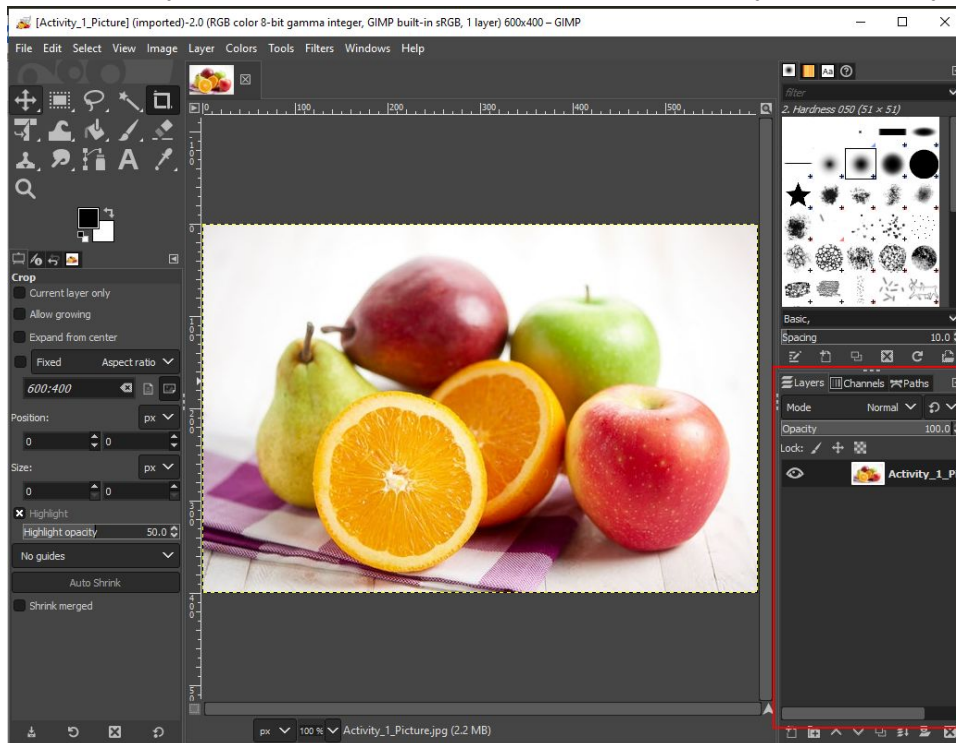 [Activity_1_Picture] (imported)-2.0 (RGB color 8-bit gamma integer, GIMP built-in sRGB, 1 layer) 600x400 – GIMP
File Edit Select View Image Layer Colors Tools Filters Windows Help
0 100 200 300 400 500
filter
2. Hardness 050 (51 × 51)
Basic,
Spacing 10.0
Crop
Current layer only
Allow growing
Expand from center
Fixed Aspect ratio
600:400
Position: px
0 0
Size: px
0 0
Highlight
Highlight opacity 50.0
No guides
Auto Shrink
Shrink merged
Layers Channels Paths
Mode Normal
Opacity 100.0
Lock:
Activity_1_P
px 100 % Activity_1_Picture.jpg (2.2 MB)